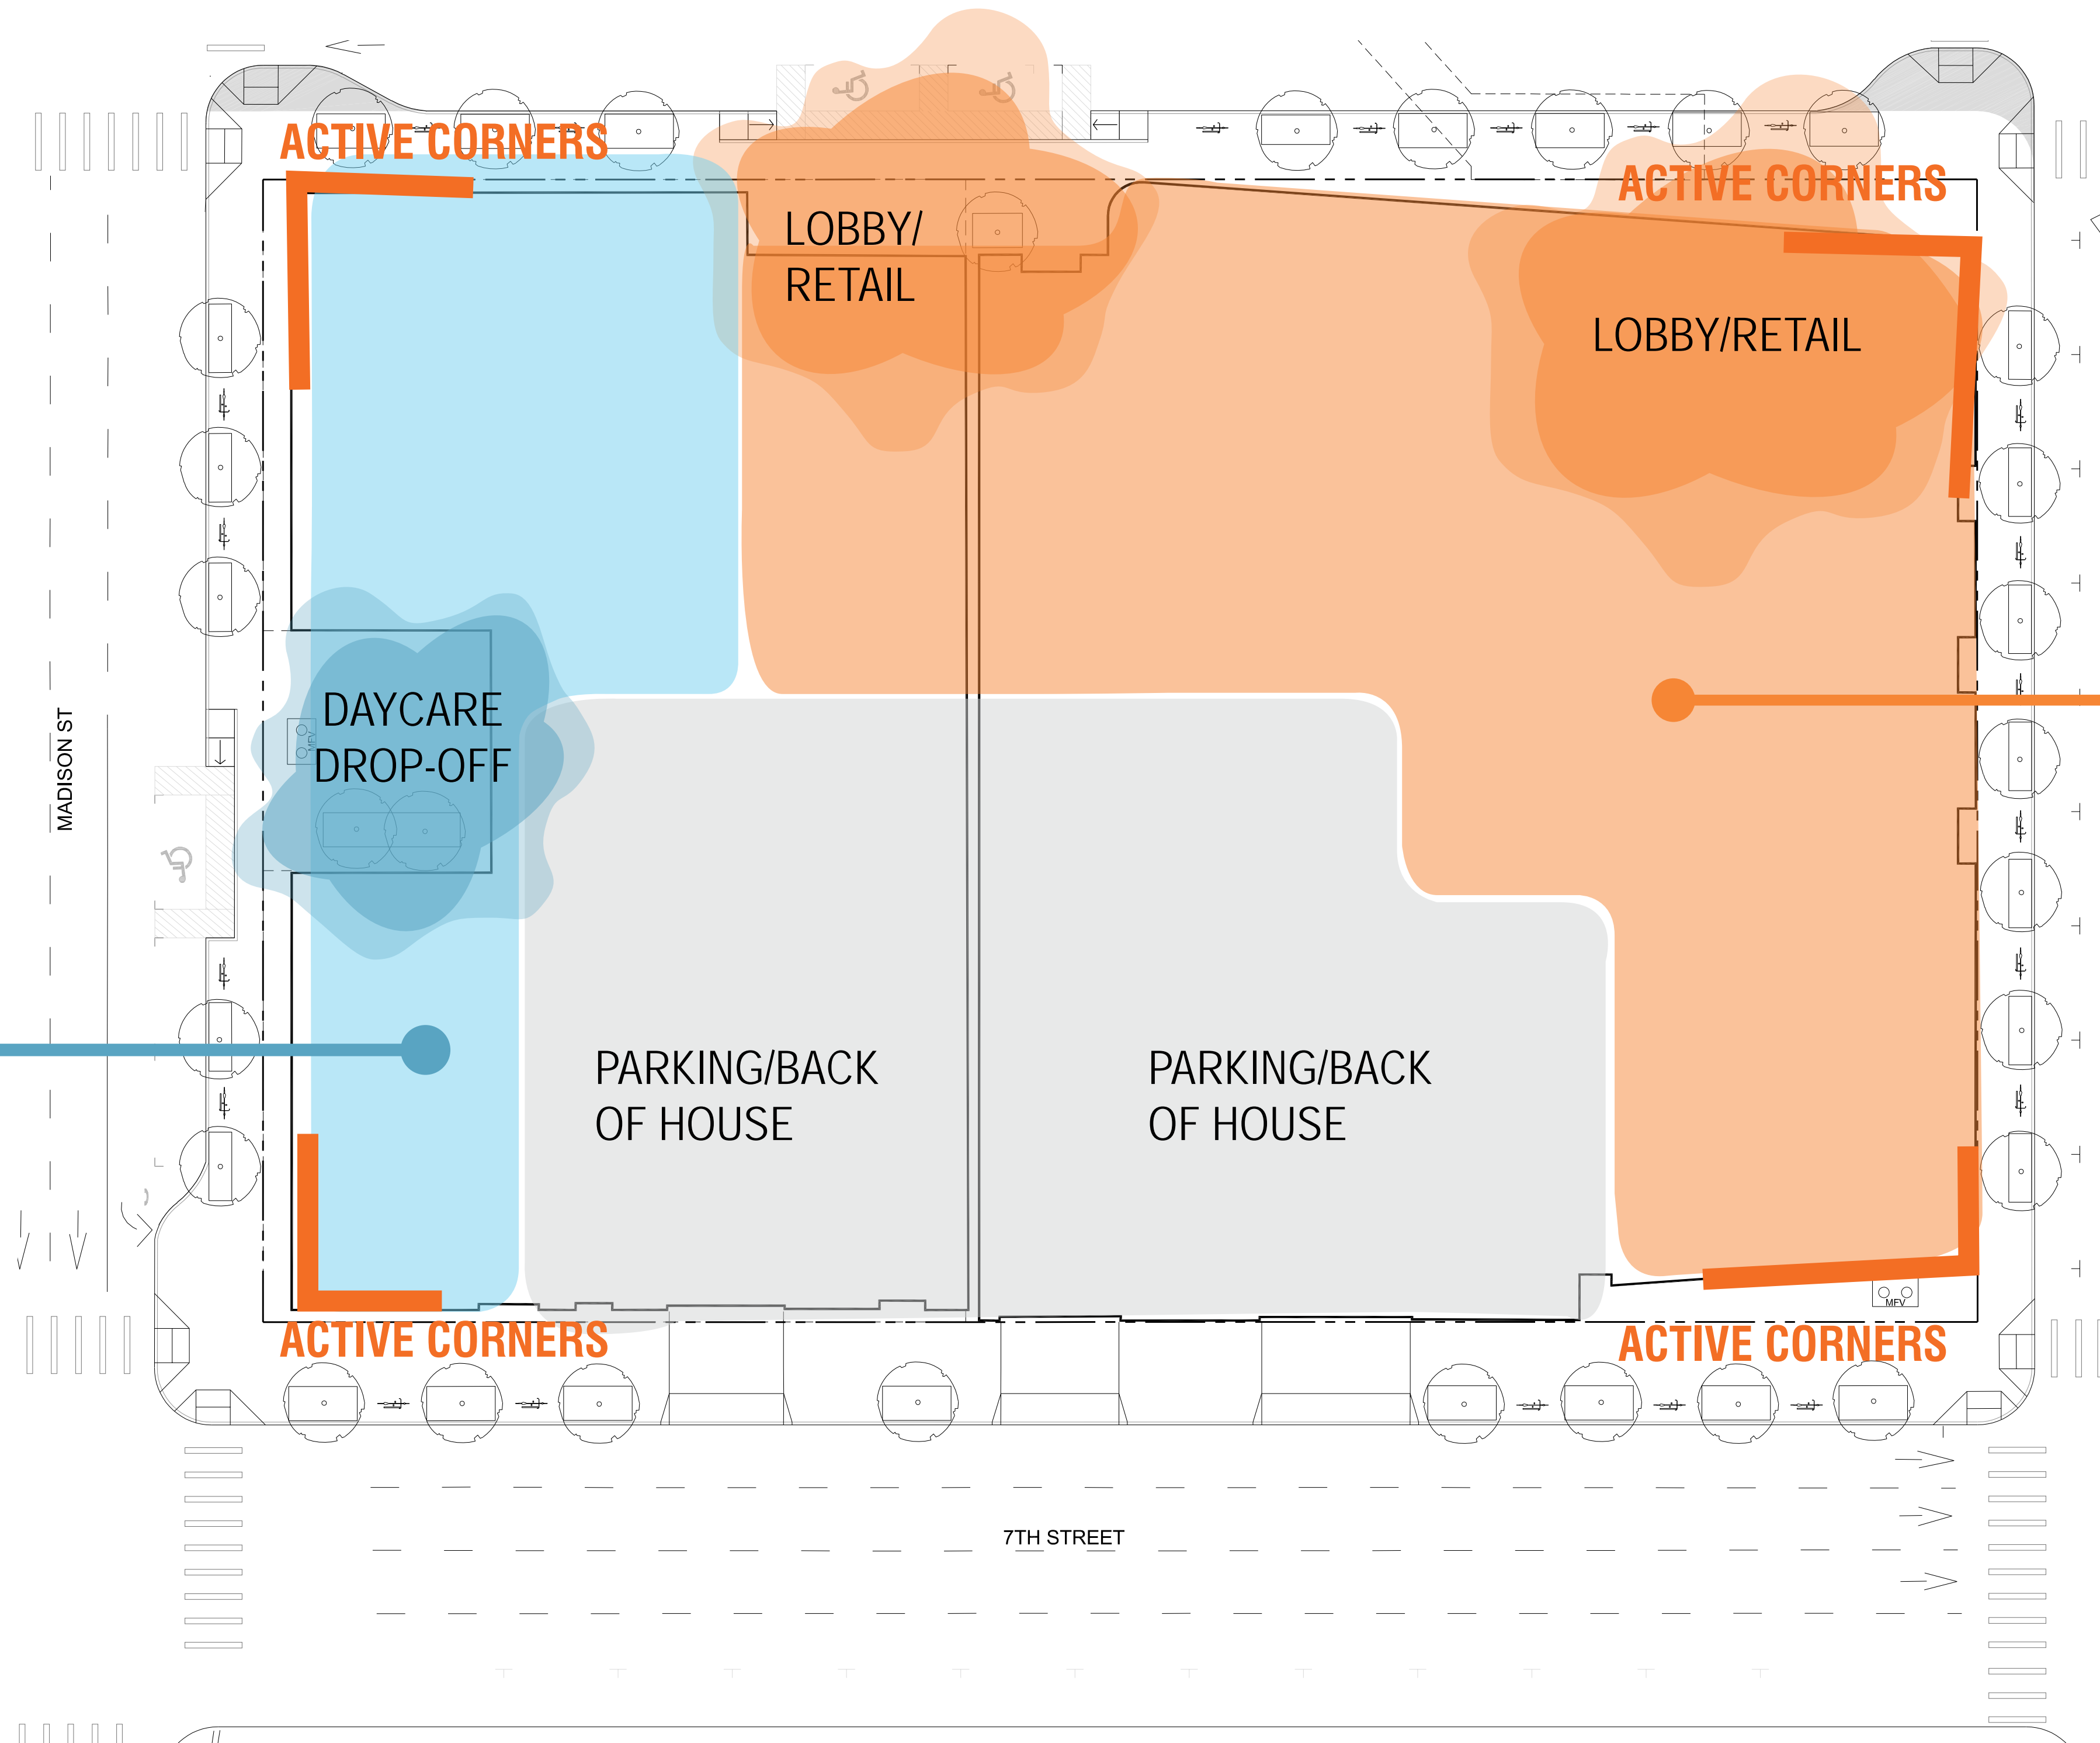 ACTIVE CORNERS
ACTIVE CORNERS
LOBBY/
RETAIL
LOBBY/RETAIL
DAYCARE
DROP-OFF
MFV
MADISON ST
PARKING/BACK
OF HOUSE
PARKING/BACK
OF HOUSE
MFV
ACTIVE CORNERS
ACTIVE CORNERS
7TH STREET